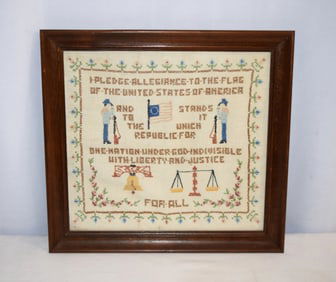 I·PLEDGE·ALLEGIANCE·TO·THE·FLAG
OF·THE·UNITED·STATES·OF·AMERICA
AND STANDS
TO IT
THE WHICH
REPUBLIC·FOR
ONE·NATION·UNDER·GOD·INDIVISIBLE
WITH·LIBERTY·AND·JUSTICE
FOR·ALL